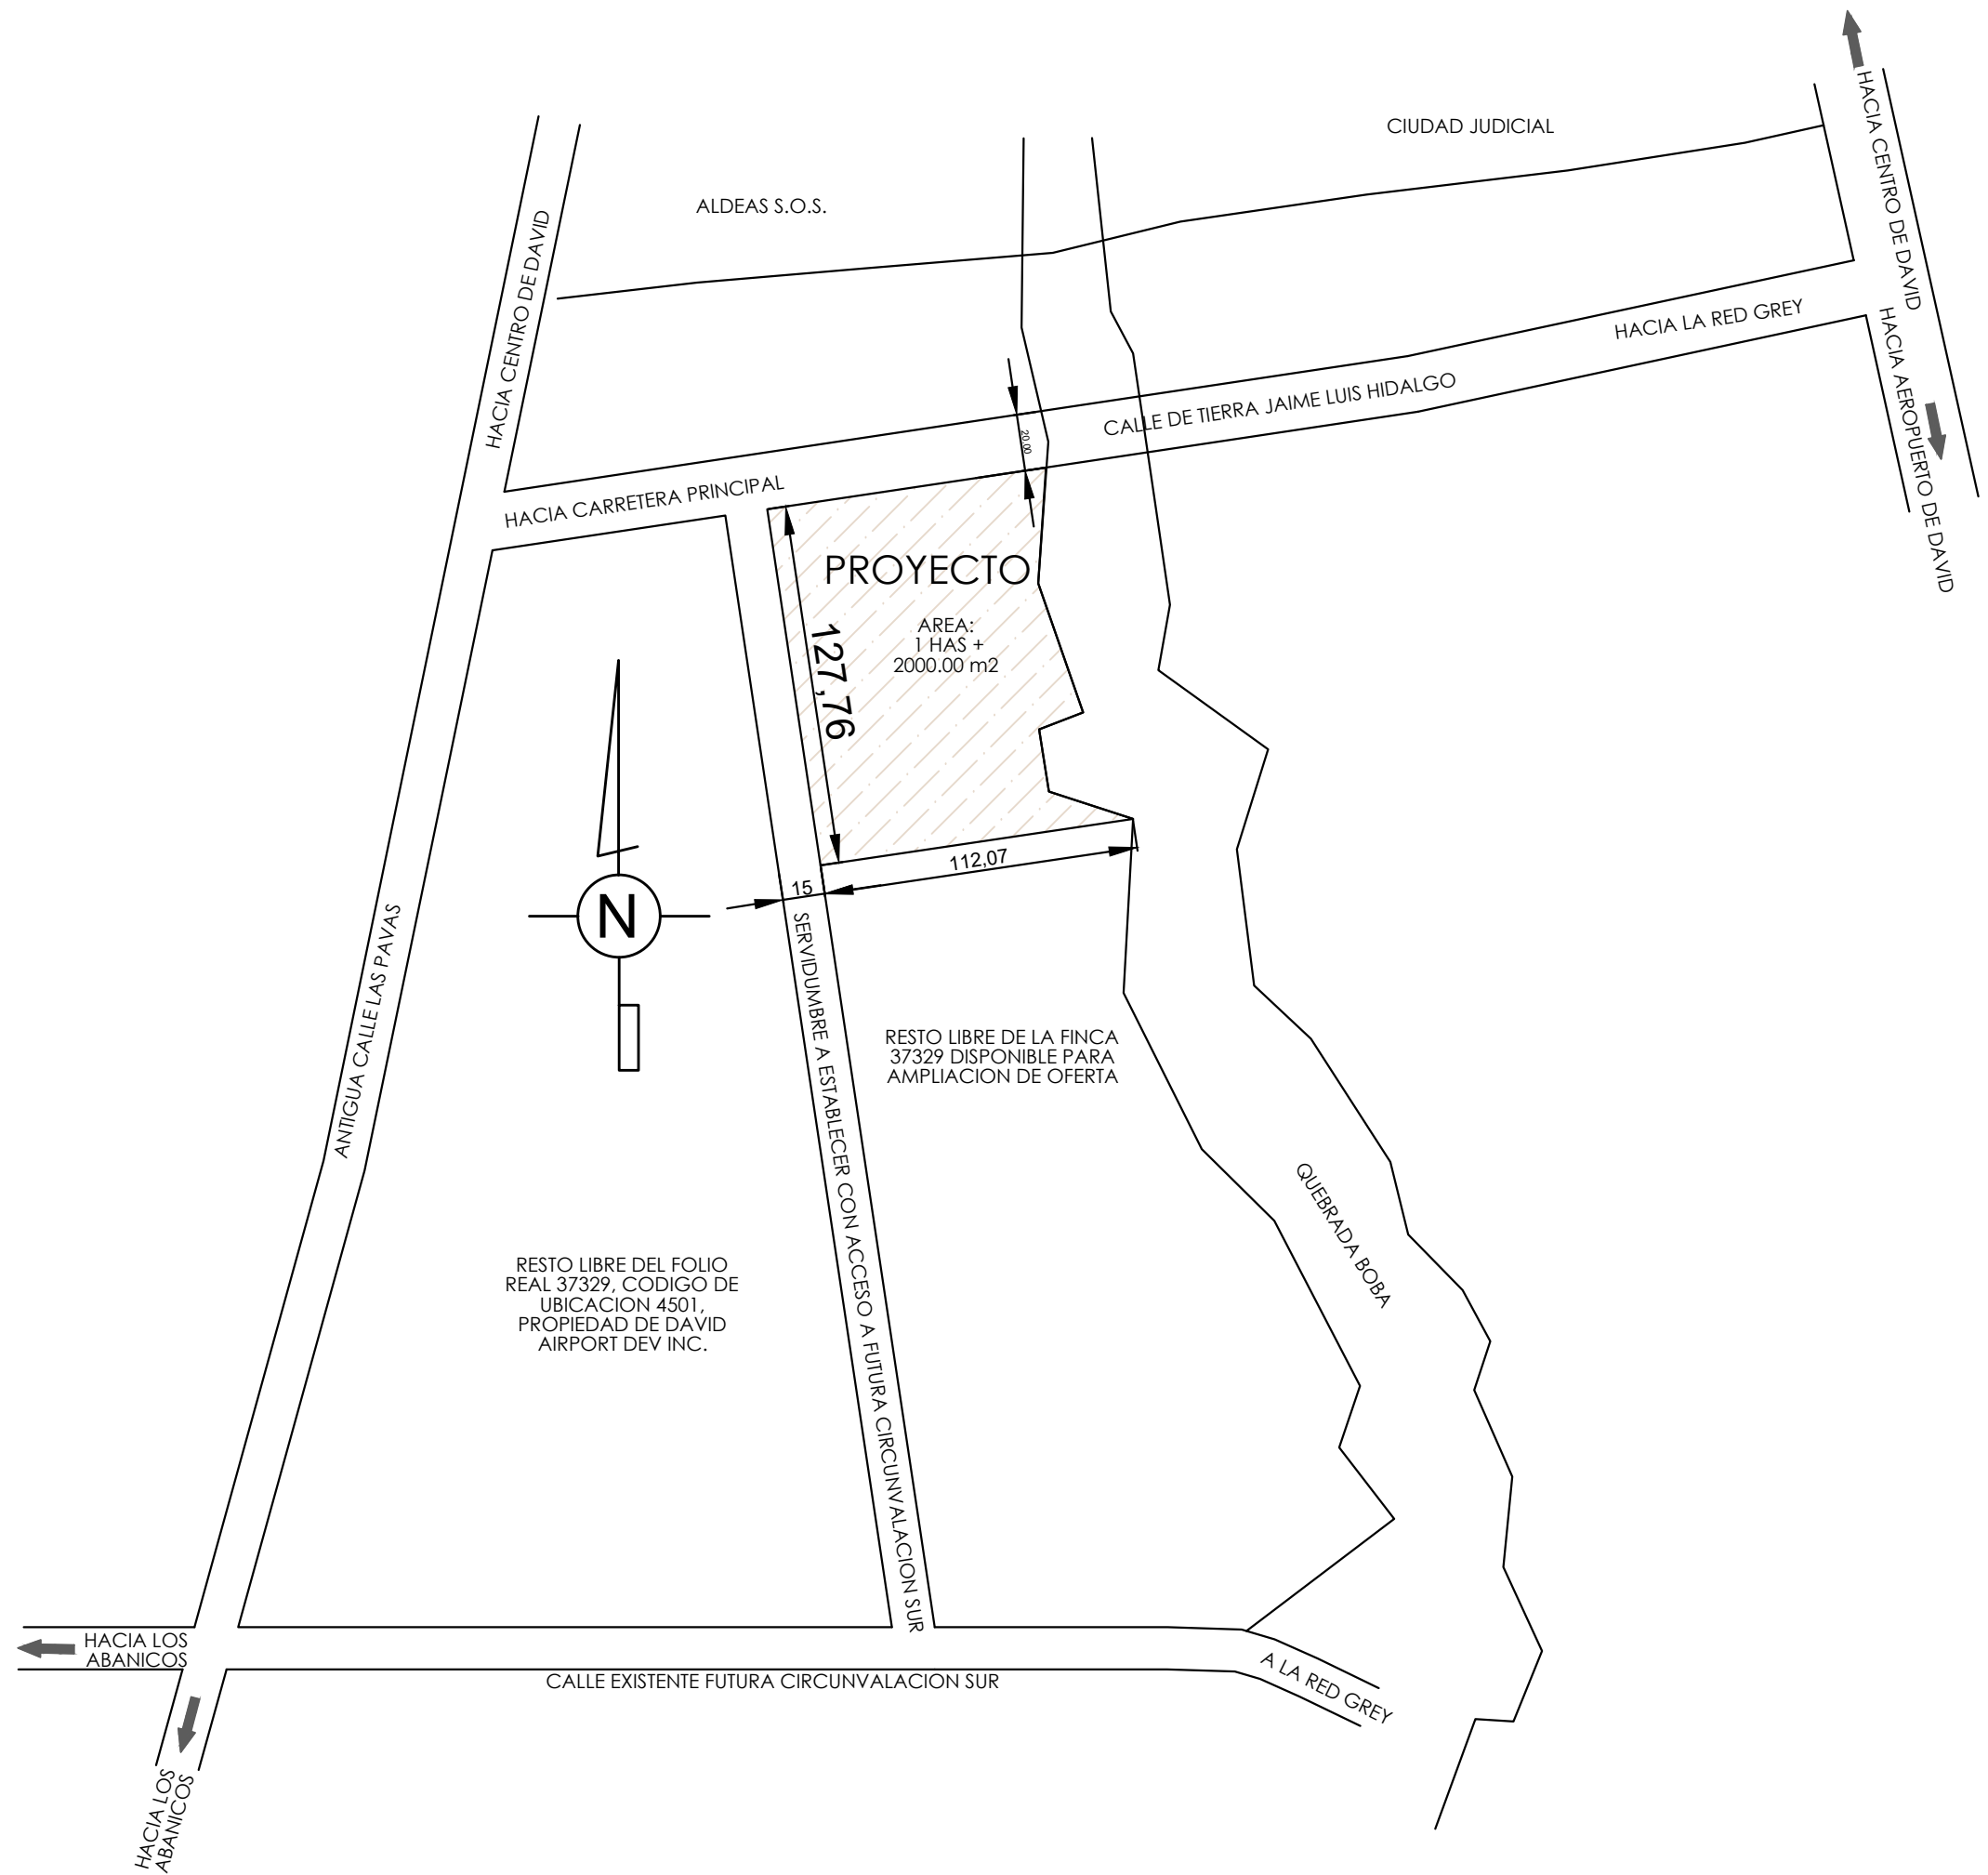 CIUDAD JUDICIAL
HACIA CENTRO DE DAVID
ALDEAS S.O.S.
HACIA CENTRO DE DAVID
HACIA LA RED GREY
HACIA AEROPUERTO DE DAVID
CALLE DE TIERRA JAIME LUIS HIDALGO
20.00
HACIA CARRETERA PRINCIPAL
PROYECTO
AREA:
1 HAS +
2000.00 m2
127,76
112,07
15
N
ANTIGUA CALLE LAS PAVAS
SERVIDUMBRE A ESTABLECER CON ACCESO A FUTURA CIRCUNVALACION SUR
RESTO LIBRE DE LA FINCA
37329 DISPONIBLE PARA
AMPLIACION DE OFERTA
QUEBRADA BOBA
RESTO LIBRE DEL FOLIO
REAL 37329, CODIGO DE
UBICACION 4501,
PROPIEDAD DE DAVID
AIRPORT DEV INC.
HACIA LOS
ABANICOS
CALLE EXISTENTE FUTURA CIRCUNVALACION SUR
A LA RED GREY
HACIA LOS
ABANICOS